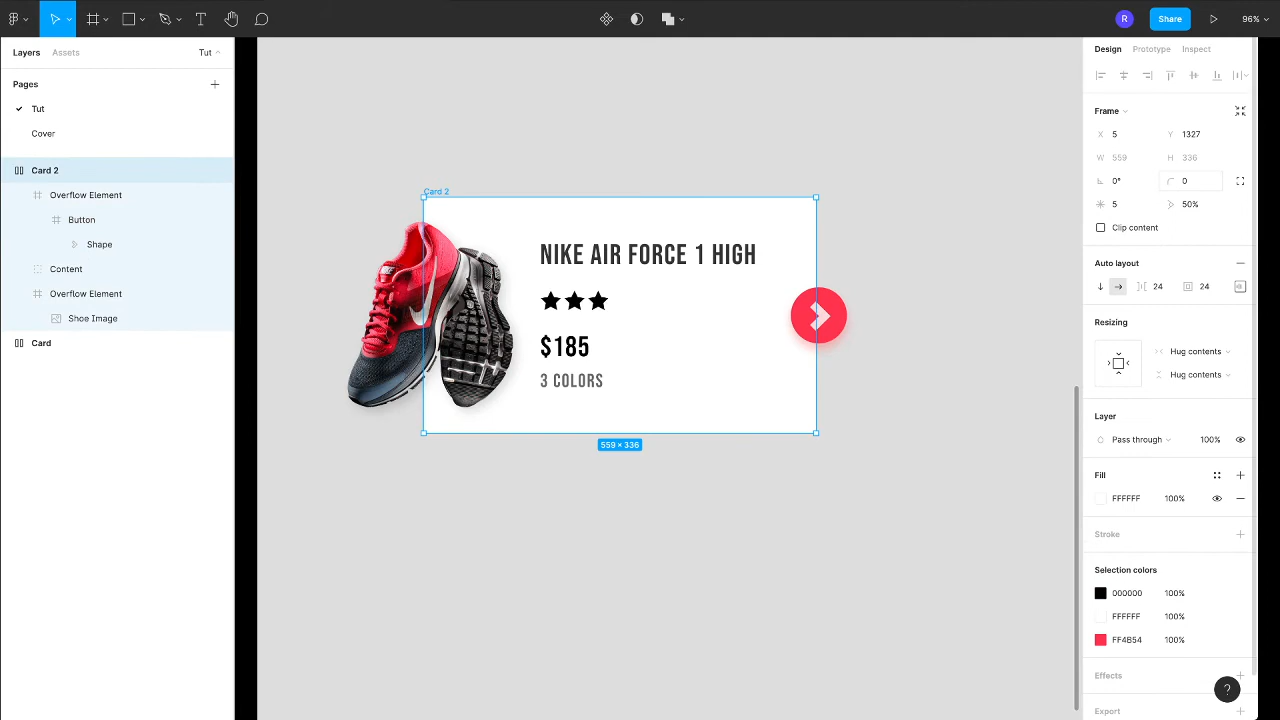 R
Share
96%
Layers
Assets
Tut
Pages
Tut
Cover
Card 2
Overflow Element
Button
Shape
Content
Overflow Element
Shoe Image
Card
Card 2
NIKE AIR FORCE 1 HIGH
$185
3 COLORS
559 × 336
Design
Prototype
Inspect
Frame
X 5 Y 1327
W 559 H 336
0° 0
5 50%
Clip content
Auto layout
24 24
Resizing
Hug contents
Hug contents
Layer
Pass through 100%
Fill
FFFFFF 100%
Stroke
Selection colors
000000 100%
FFFFFF 100%
FF4B54 100%
Effects
Export
?